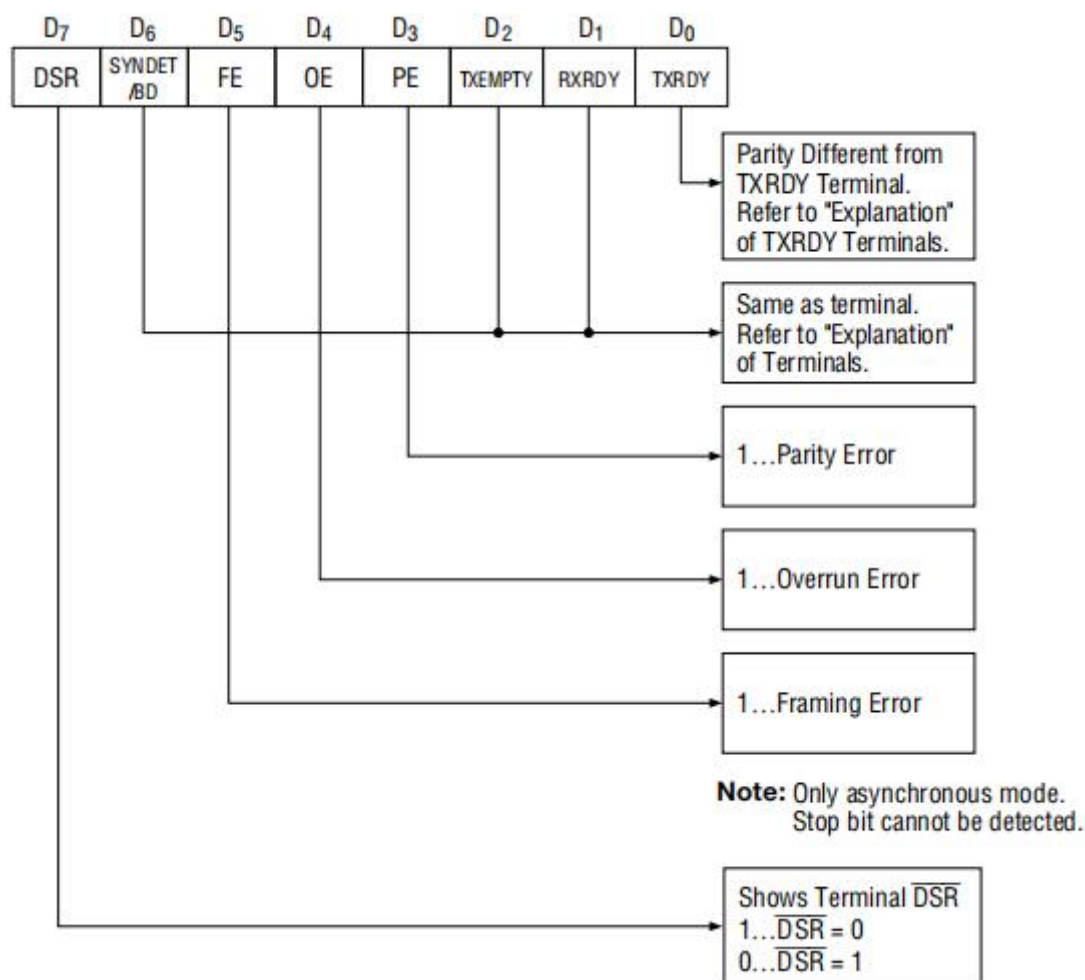 D7 D6 D5 D4 D3 D2 D1 D0
DSR SYNDET /BD FE OE PE TXEMPTY RXRDY TXRDY
Parity Different from
TXRDY Terminal.
Refer to "Explanation"
of TXRDY Terminals.
Same as terminal.
Refer to "Explanation"
of Terminals.
1...Parity Error
1...Overrun Error
1...Framing Error
Note: Only asynchronous mode.
Stop bit cannot be detected.
Shows Terminal D̅S̅R̅
1...D̅S̅R̅ = 0
0...D̅S̅R̅ = 1